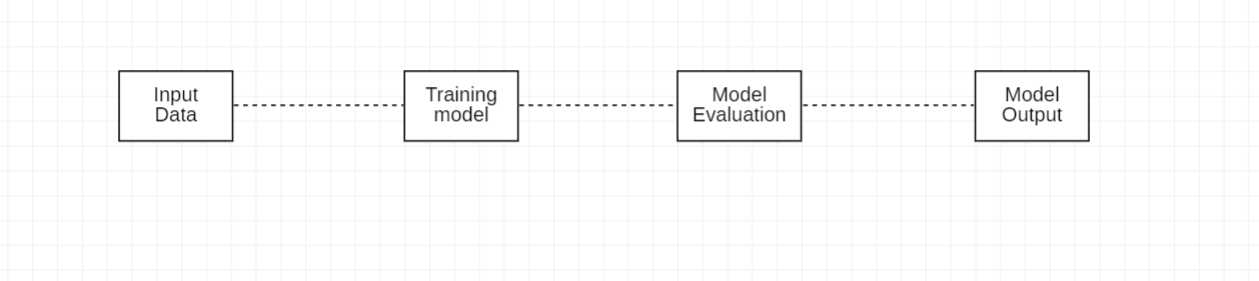 Input
Data
Training
model
Model
Evaluation
Model
Output